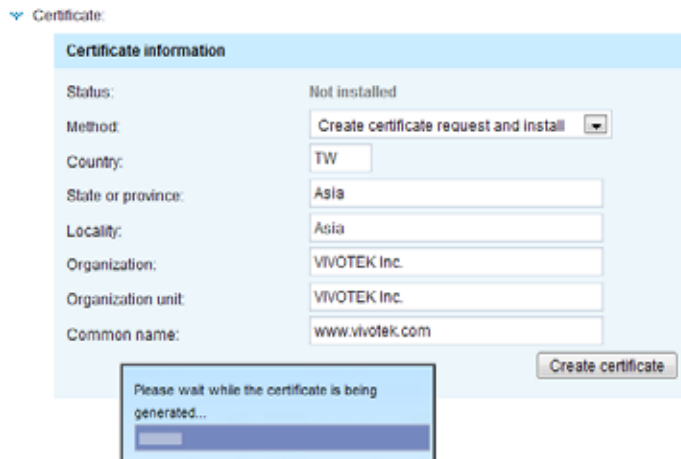 Certificate:
Certificate information
Status: Not installed
Method: Create certificate request and install
Country: TW
State or province: Asia
Locality: Asia
Organization: VIVOTEK Inc.
Organization unit: VIVOTEK Inc.
Common name: www.vivotek.com
Create certificate
Please wait while the certificate is being
generated...